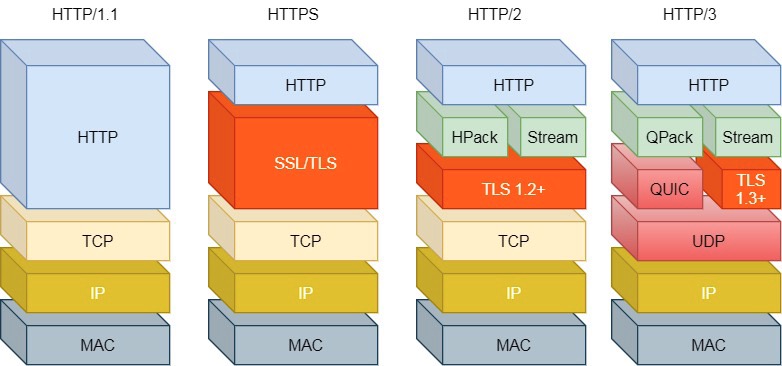 HTTP/1.1
HTTPS
HTTP/2
HTTP/3
HTTP
HTTP
HTTP
HTTP
SSL/TLS
HPack
Stream
QPack
Stream
TLS 1.2+
QUIC
TLS
1.3+
TCP
TCP
TCP
UDP
IP
IP
IP
IP
MAC
MAC
MAC
MAC